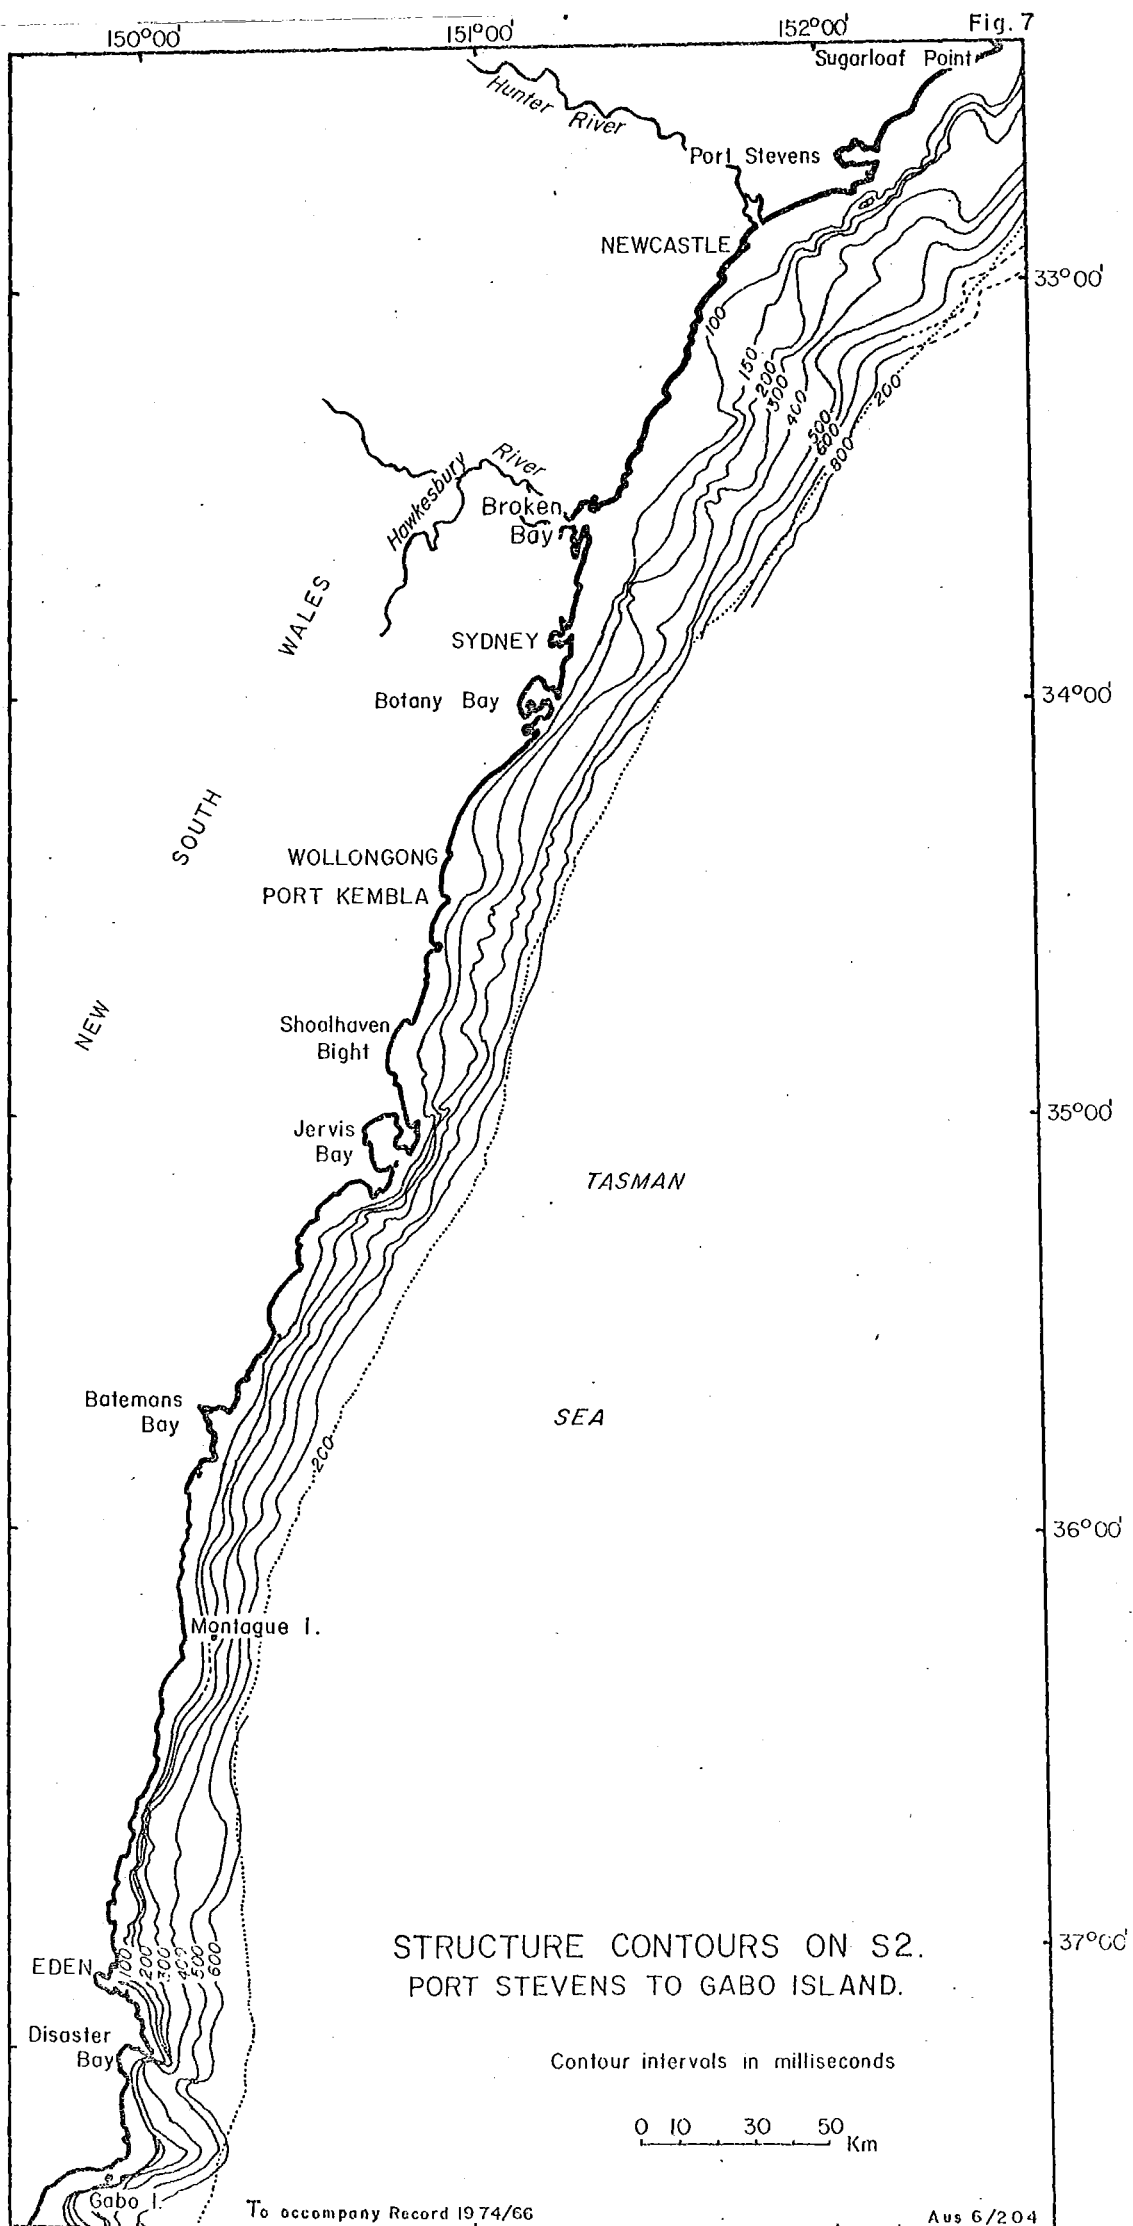 Fig. 7
150°00'
151°00'
152°00'
Sugarloaf Point
Hunter River
Port Stevens
NEWCASTLE
33°00'
100
150
200
300
400
500
600
800
200
Hawkesbury River
Broken
Bay
WALES
SYDNEY
Botany Bay
34°00'
SOUTH
WOLLONGONG
PORT KEMBLA
NEW
Shoalhaven
Bight
35°00'
Jervis
Bay
TASMAN
Batemans
Bay
SEA
200
36°00'
Montague I.
37°00'
STRUCTURE CONTOURS ON S2.
PORT STEVENS TO GABO ISLAND.
EDEN
100
200
300
400
500
600
Disaster
Bay
Contour intervals in milliseconds
0 10 30 50 Km
Gabo I.
To accompany Record 1974/66
Aus 6/204